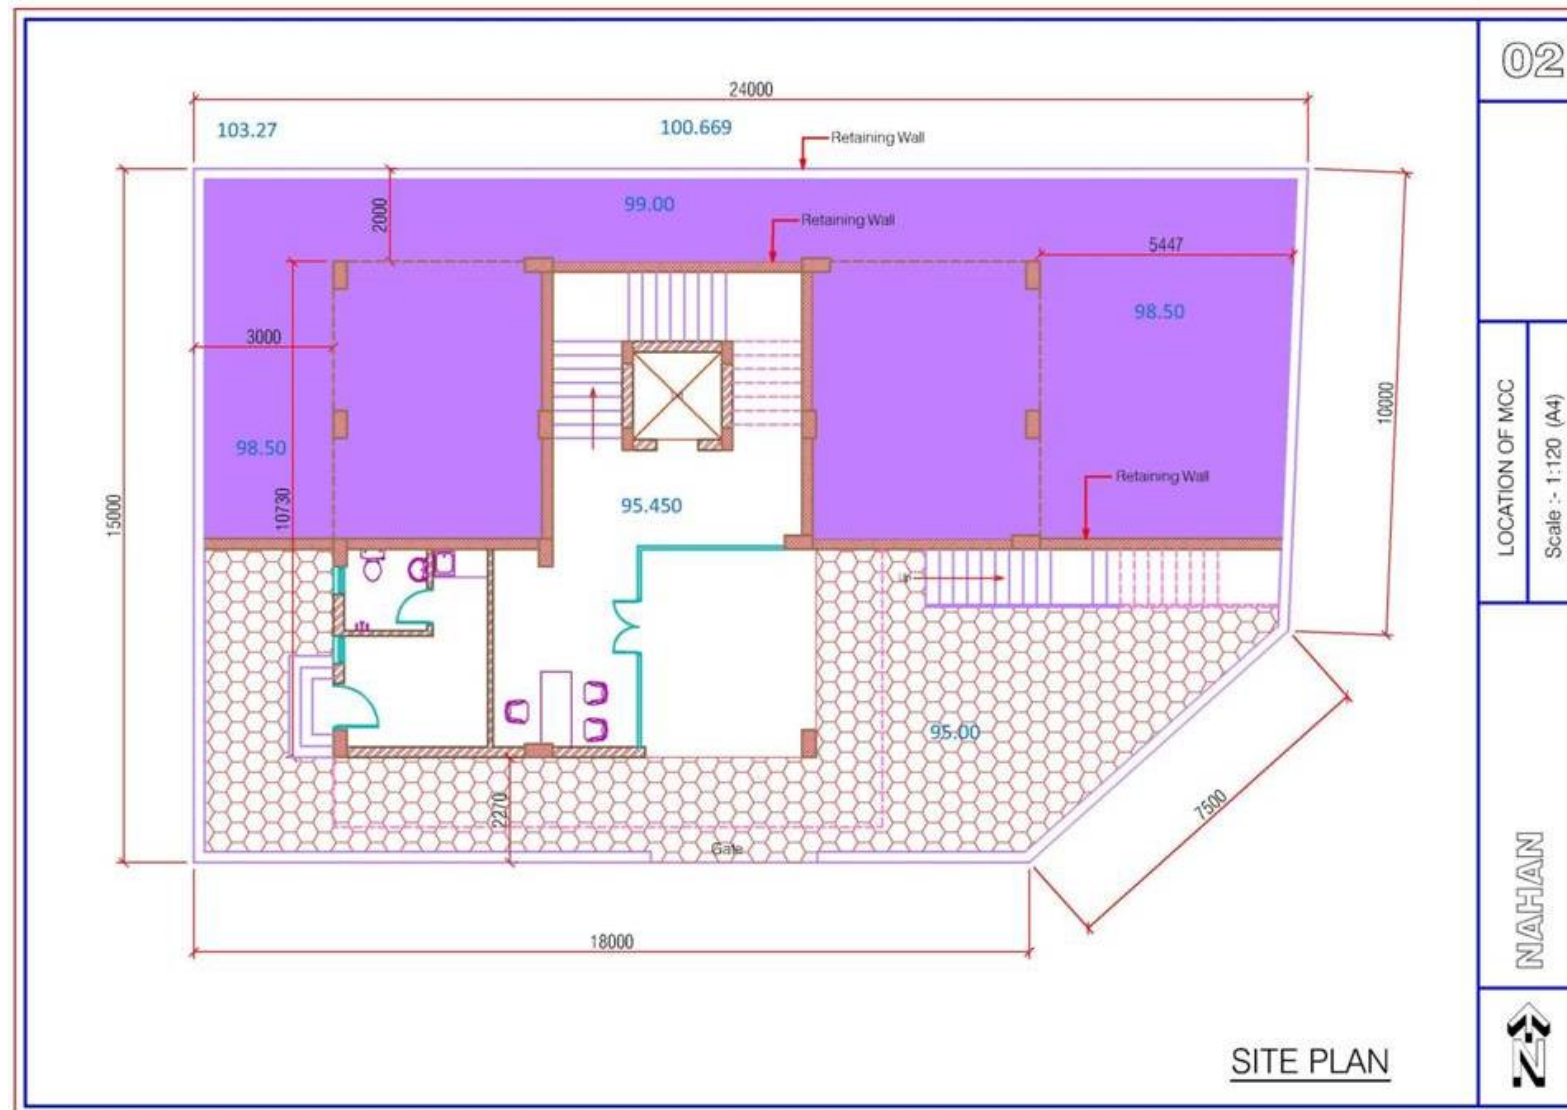 02
24000
103.27
100.669
Retaining Wall
99.00
2000
Retaining Wall
5447
98.50
3000
10000
98.50
10730
Retaining Wall
95.450
15000
LOCATION OF MCC
Scale :- 1:120 (A4)
95.00
2270
7500
Gate
18000
NAHAN
N
SITE PLAN